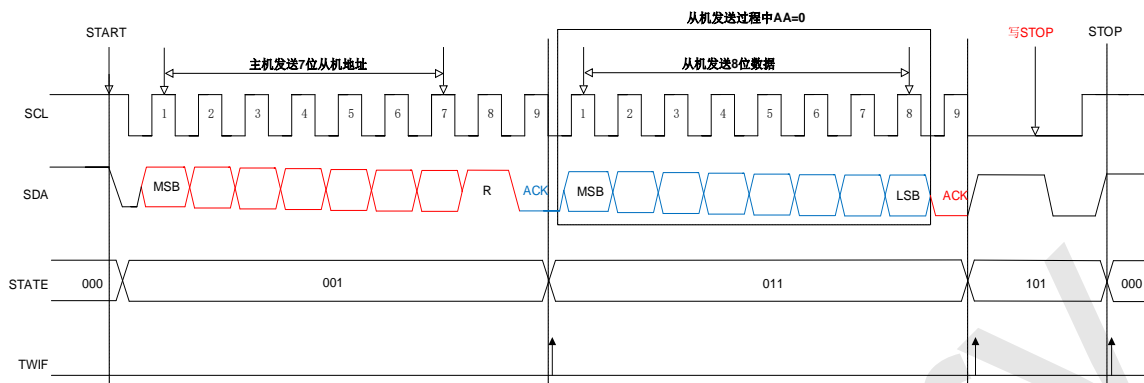 从机发送过程中AA=0
START
写STOP
STOP
主机发送7位从机地址
从机发送8位数据
SCL
1 2 3 4 5 6 7 8 9 1 2 3 4 5 6 7 8 9
SDA
MSB R ACK MSB LSB ACK
STATE 000 001 011 101 000
TWIF